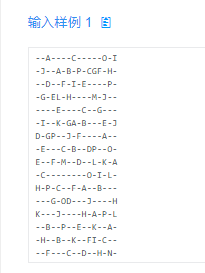 输入样例 1
--A----C-----O-I
-J--A-B-P-CGF-H-
--D--F-I-E----P-
-G-EL-H----M-J--
----E----C--G---
-I--K-GA-B---E-J
D-GP--J-F----A--
-E---C-B--DP--O-
E--F-M--D--L-K-A
-C--------O-I-L-
H-P-C--F-A--B---
---G-OD---J----H
K---J----H-A-P-L
--B--P--E--K--A-
-H--B--K--FI-C--
--F---C--D--H-N-